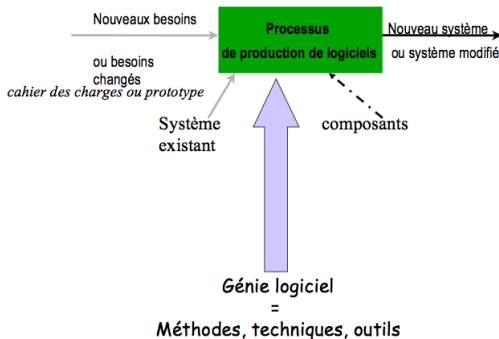 Nouveaux besoins
ou besoins
changés
cahier des charges ou prototype
Système
existant
Processus
de production de logiciels
composants
Nouveau système
ou système modifié
Génie logiciel
=
Méthodes, techniques, outils